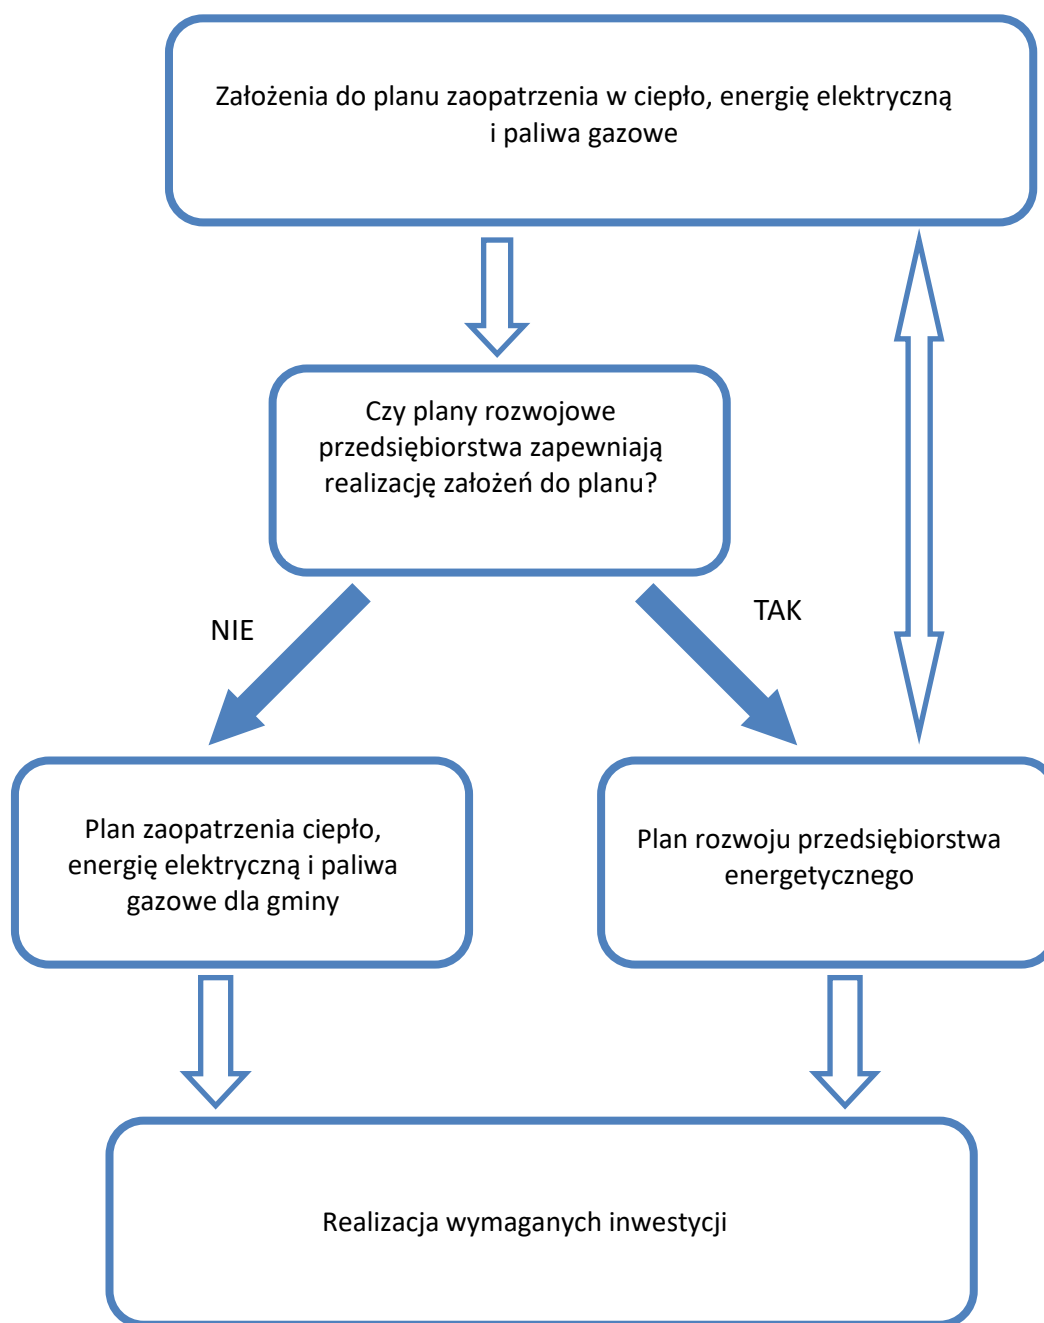 Założenia do planu zaopatrzenia w ciepło, energię elektryczną
i paliwa gazowe
Czy plany rozwojowe
przedsiębiorstwa zapewniają
realizację założeń do planu?
NIE
TAK
Plan zaopatrzenia ciepło,
energię elektryczną i paliwa
gazowe dla gminy
Plan rozwoju przedsiębiorstwa
energetycznego
Realizacja wymaganych inwestycji